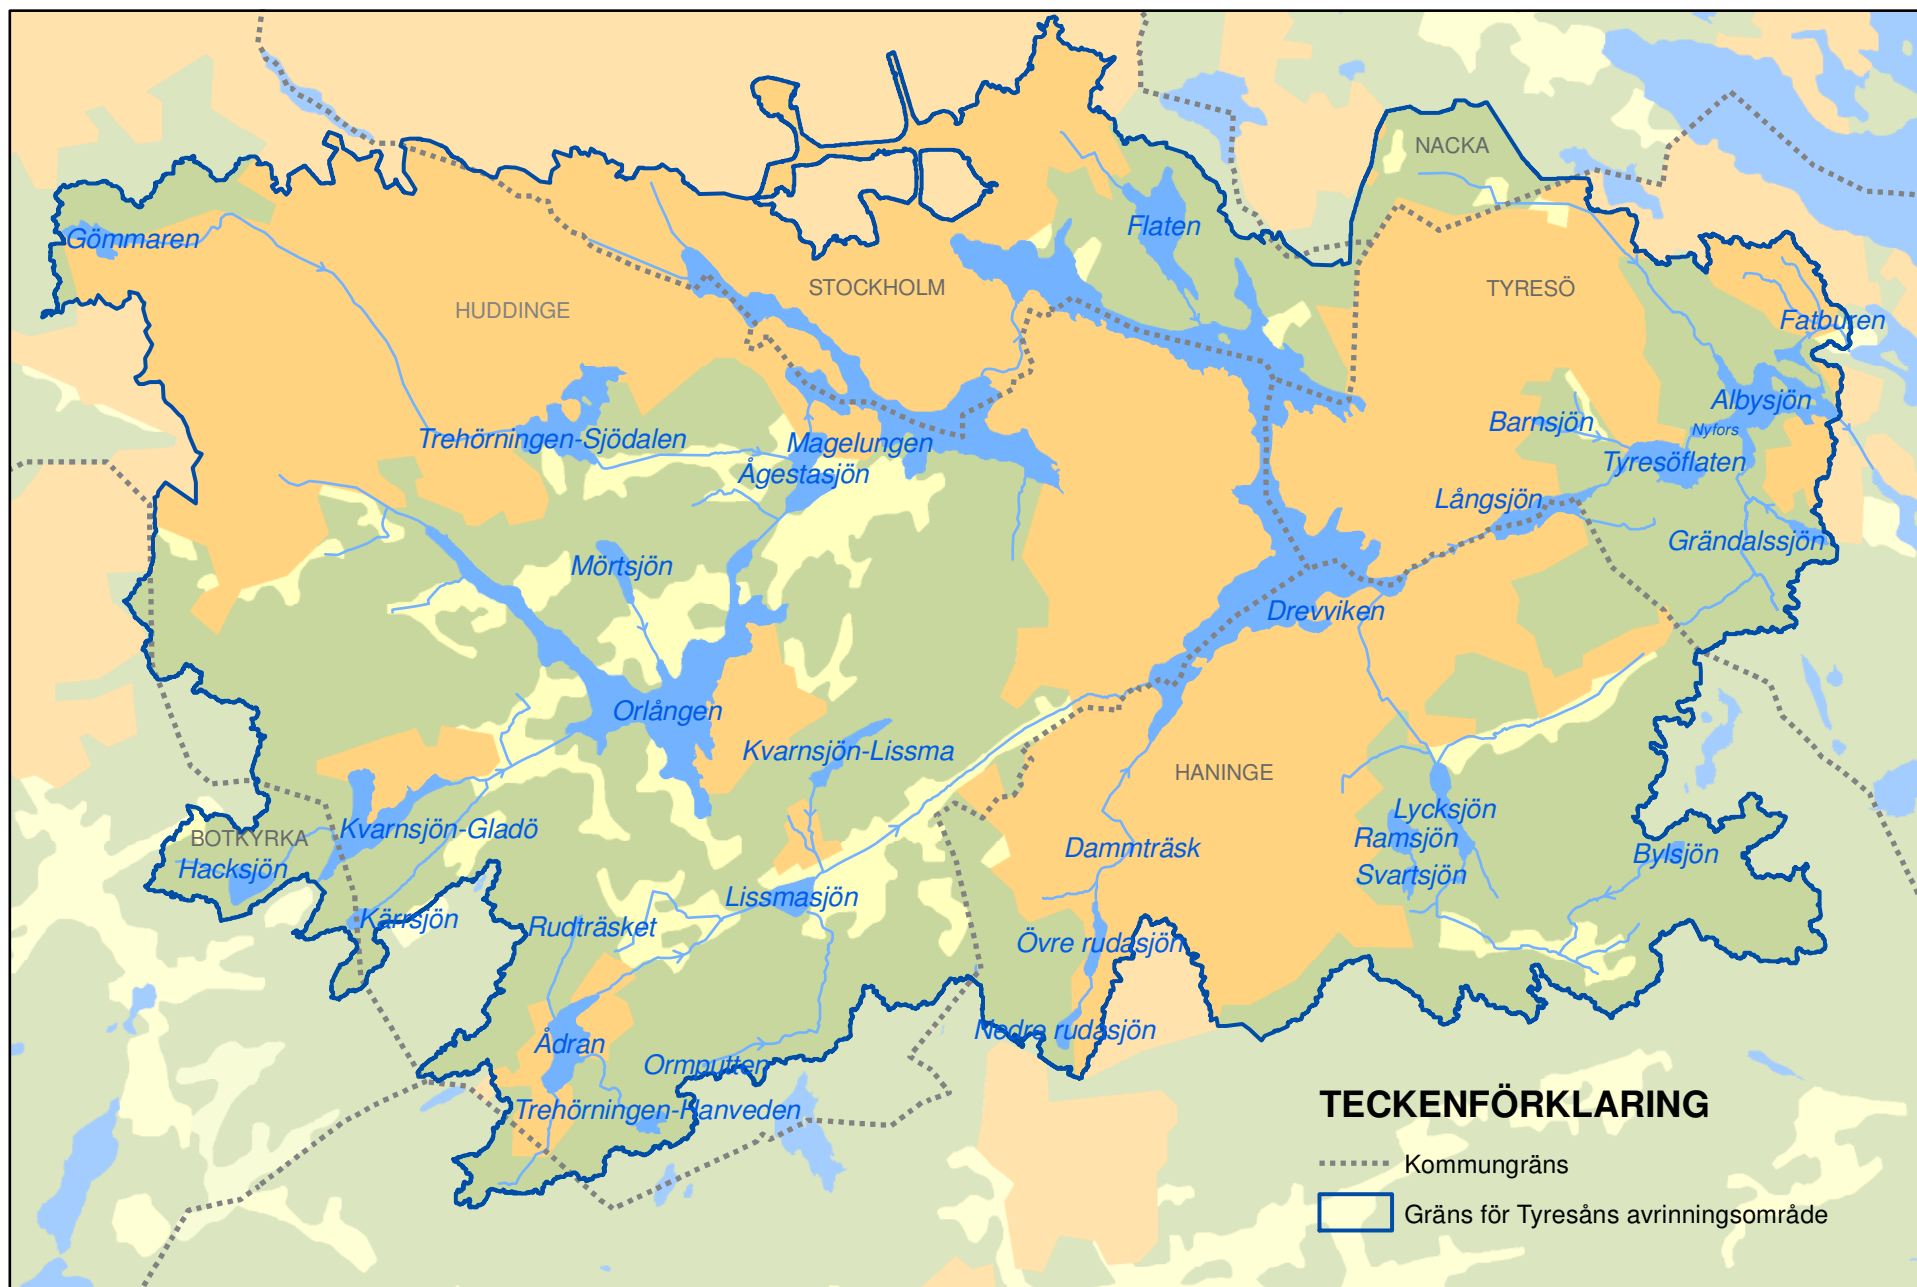 NACKA
Flaten
Gömmaren
STOCKHOLM
TYRESÖ
HUDDINGE
Fatburen
Albysjön
Barnsjön
Nyfors
Trehörningen-Sjödalen
Magelungen
Tyresöflaten
Ågestasjön
Långsjön
Grändalssjön
Mörtsjön
Drevviken
Orlången
Kvarnsjön-Lissma
HANINGE
Lycksjön
Kvarnsjön-Gladö
BOTKYRKA
Ramsjön
Dammträsk
Bylsjön
Hacksjön
Svartsjön
Lissmasjön
Kärrsjön
Rudträsket
Övre rudasjön
Nedre rudasjön
Ådran
Ormputten
Trehörningen-Hanveden
TECKENFÖRKLARING
Kommungräns
Gräns för Tyresåns avrinningsområde